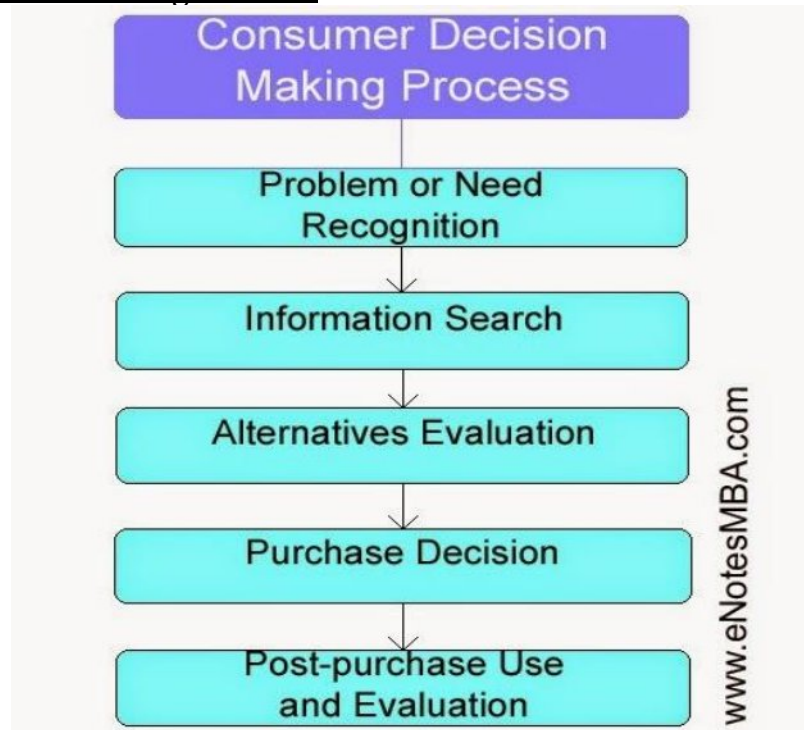 Consumer Decision
Making Process
Problem or Need
Recognition
Information Search
Alternatives Evaluation
Purchase Decision
Post-purchase Use
and Evaluation
www.eNotesMBA.com